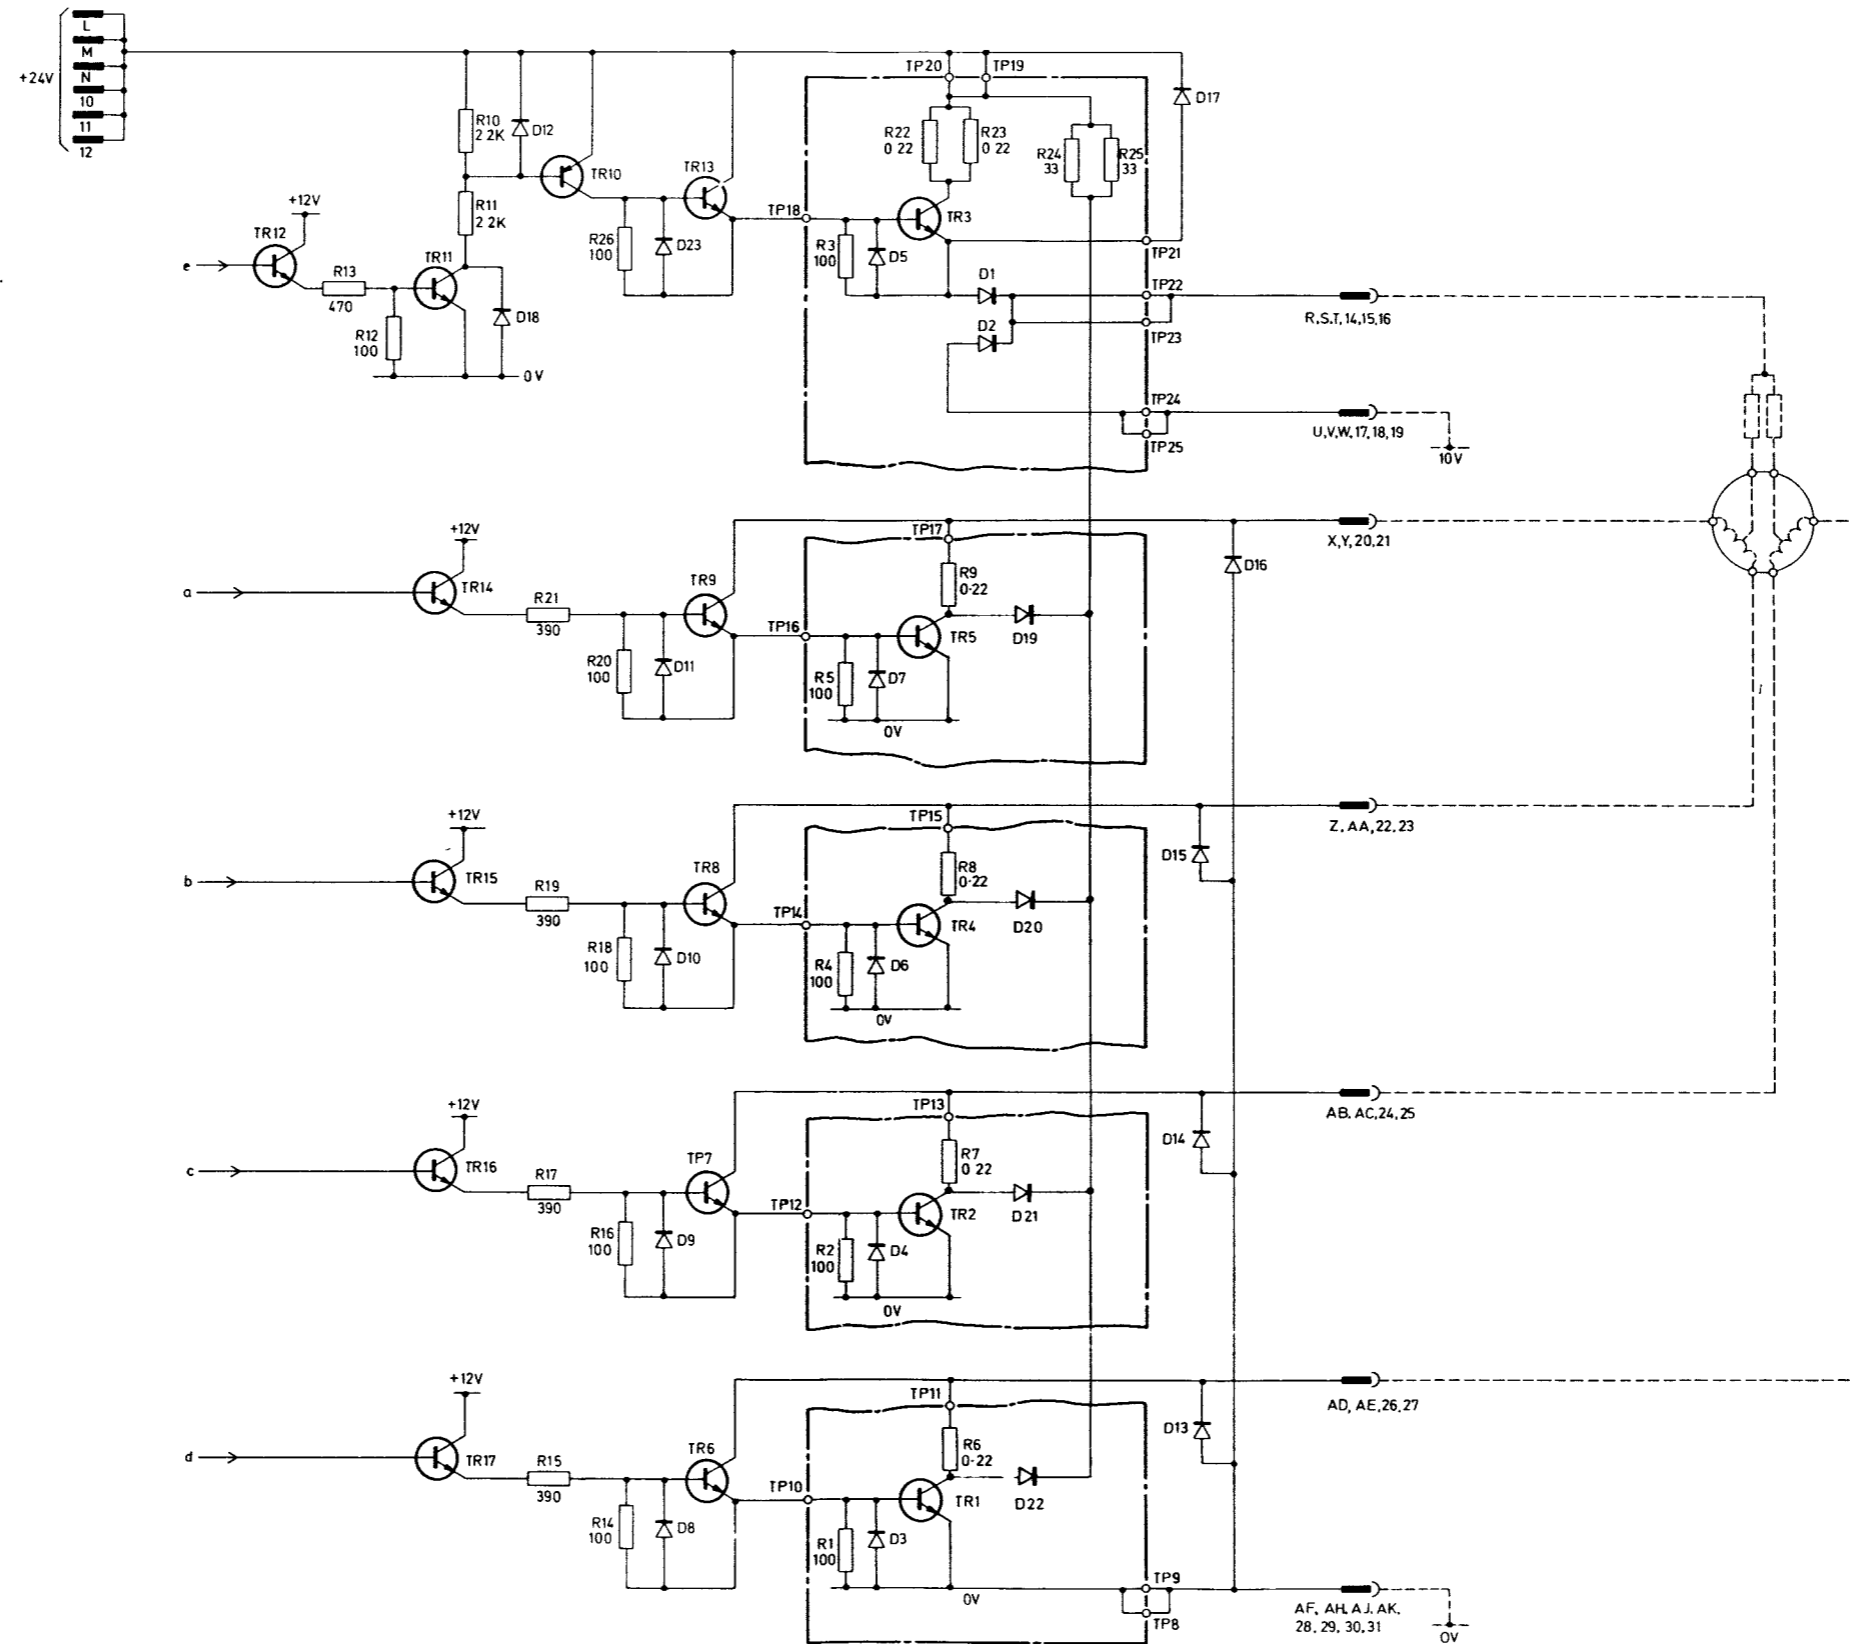 L
M
+24V
N
10
11
12
TP20
TP19
D17
R10
2 2K
D12
R22
0 22
R23
0 22
R24
33
R25
33
TR10
TR13
R11
2 2K
+12V
TP18
TR3
TR12
e
TR11
R26
100
D23
R3
100
D5
TP21
R13
470
D1
TP22
R12
100
D18
D2
R,S,T, 14,15,16
TP23
0V
TP24
U,V,W,17,18,19
TP25
10V
+12V
TP17
X,Y, 20,21
D16
a
TR14
TR9
R9
0·22
R21
390
TP16
TR5
D19
R20
100
D11
R5
100
D7
0V
+12V
TP15
Z, AA, 22, 23
D15
b
TR15
TR8
R8
0·22
R19
390
TP14
TR4
D20
R18
100
D10
R4
100
D6
0V
+12V
TP13
AB, AC, 24, 25
D14
c
TR16
TP7
R7
0 22
R17
390
TP12
TR2
D21
R16
100
D9
R2
100
D4
0V
+12V
TP11
AD, AE, 26, 27
D13
d
TR17
TR6
R6
0·22
R15
390
TP10
TR1
D22
R14
100
D8
R1
100
D3
0V
TP9
TP8
AF, AH, AJ, AK,
28, 29, 30, 31
0V